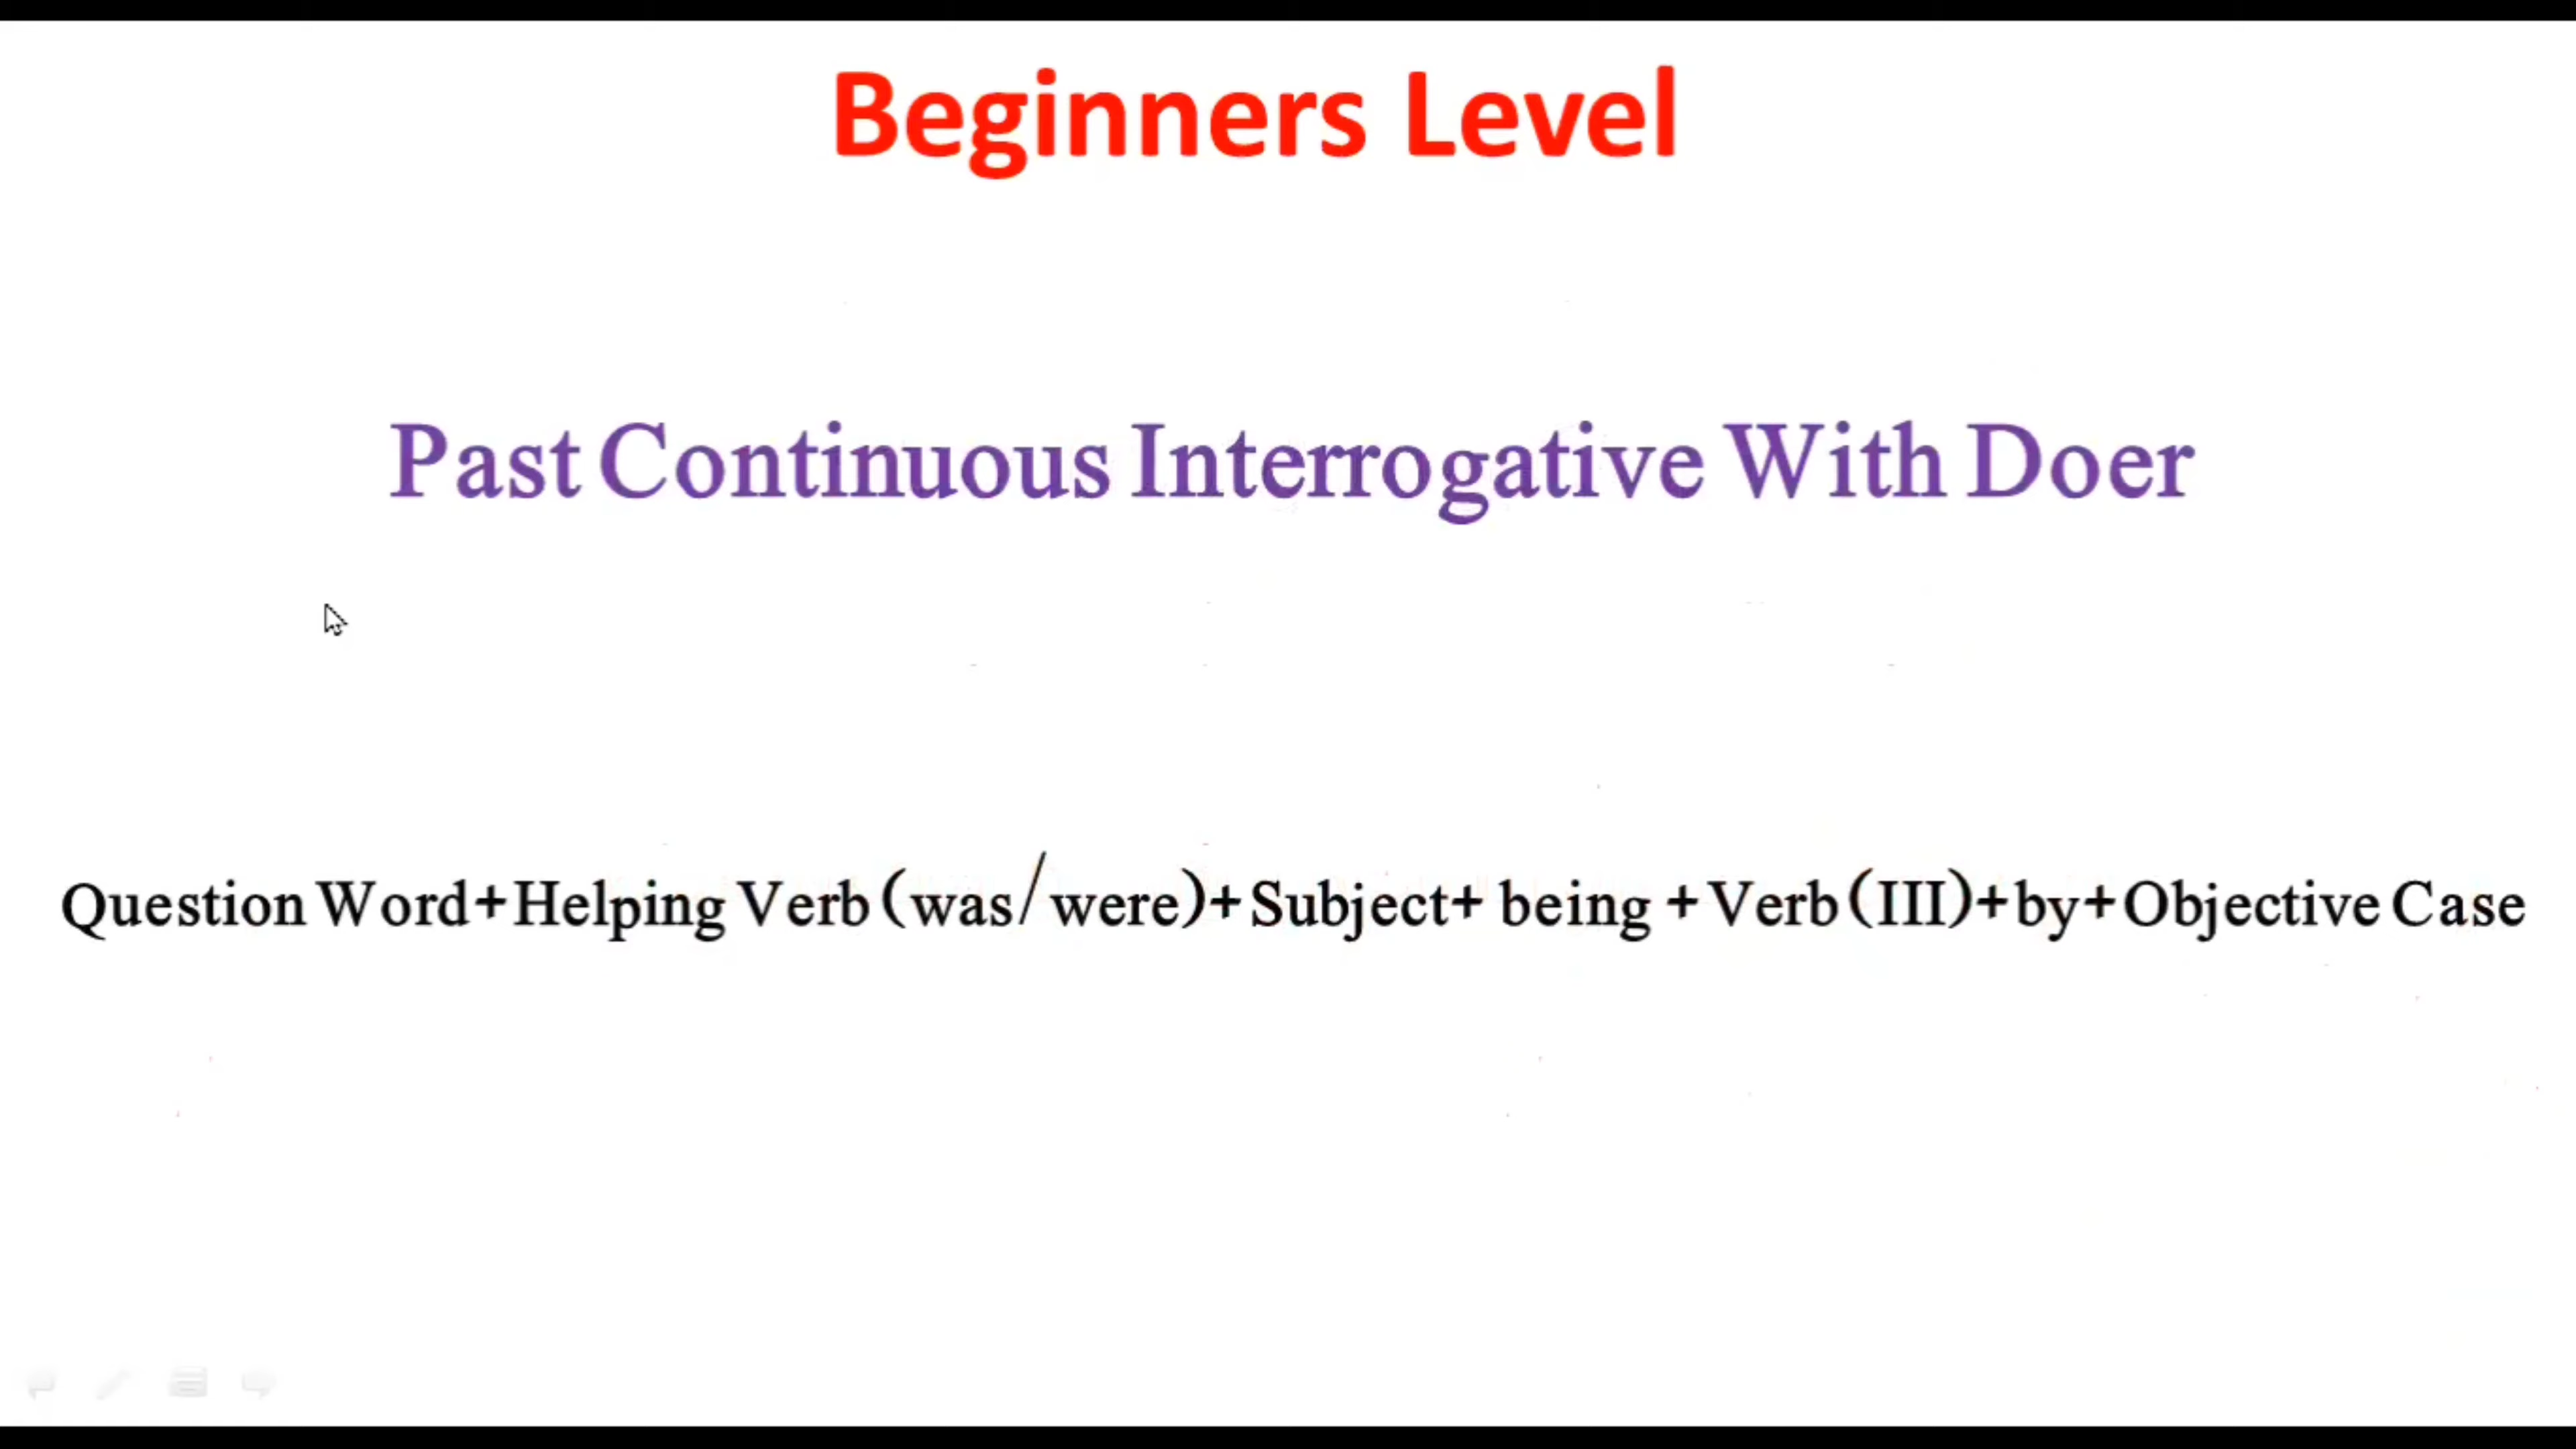 Beginners Level
Past Continuous Interrogative With Doer
Question Word+Helping Verb (was/were)+Subject+ being +Verb(III)+by+Objective Case